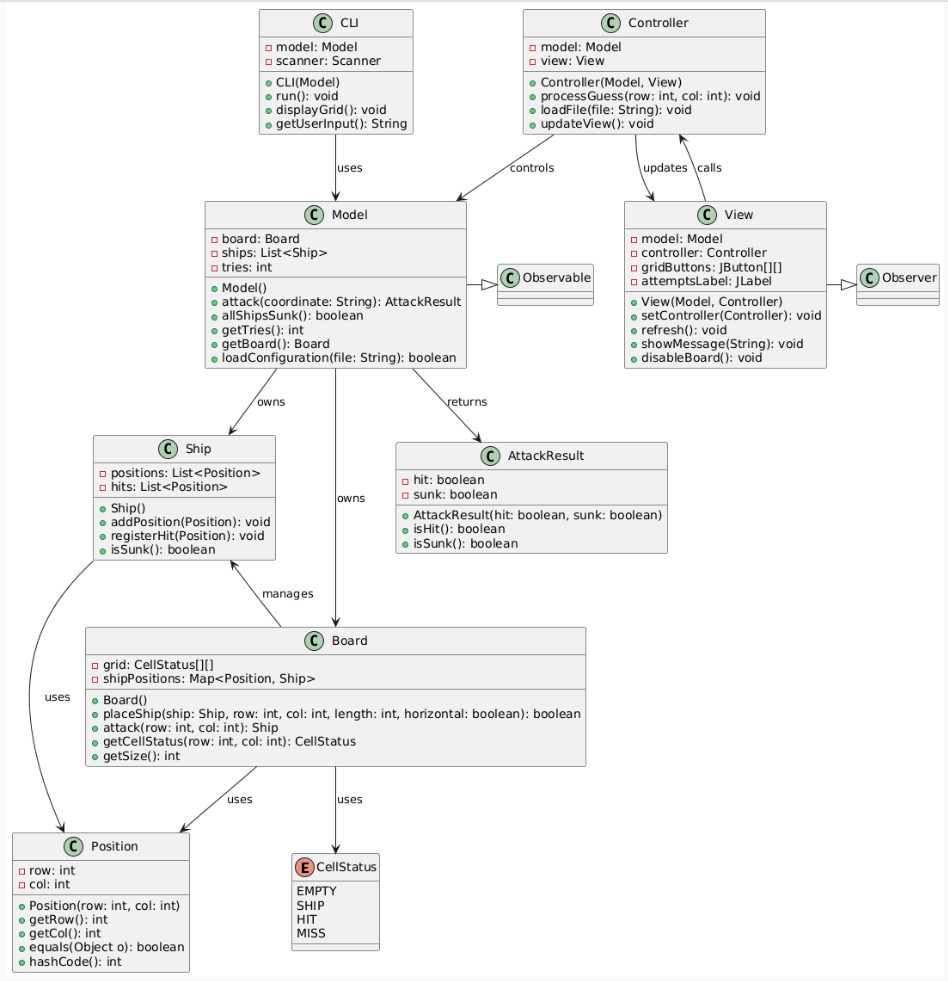 C CLI
model: Model
scanner: Scanner
CLI(Model)
run(): void
displayGrid(): void
getUserInput(): String
C Controller
model: Model
view: View
Controller(Model, View)
processGuess(row: int, col: int): void
loadFile(file: String): void
updateView(): void
uses
controls
updates
calls
C Model
board: Board
ships: List<Ship>
tries: int
Model()
attack(coordinate: String): AttackResult
allShipsSunk(): boolean
getTries(): int
getBoard(): Board
loadConfiguration(file: String): boolean
C Observable
C View
model: Model
controller: Controller
gridButtons: JButton[][]
attemptsLabel: JLabel
View(Model, Controller)
setController(Controller): void
refresh(): void
showMessage(String): void
disableBoard(): void
C Observer
owns
returns
C Ship
positions: List<Position>
hits: List<Position>
Ship()
addPosition(Position): void
registerHit(Position): void
isSunk(): boolean
owns
C AttackResult
hit: boolean
sunk: boolean
AttackResult(hit: boolean, sunk: boolean)
isHit(): boolean
isSunk(): boolean
manages
C Board
grid: CellStatus[][]
shipPositions: Map<Position, Ship>
Board()
placeShip(ship: Ship, row: int, col: int, length: int, horizontal: boolean): boolean
attack(row: int, col: int): Ship
getCellStatus(row: int, col: int): CellStatus
getSize(): int
uses
uses
uses
C Position
row: int
col: int
Position(row: int, col: int)
getRow(): int
getCol(): int
equals(Object o): boolean
hashCode(): int
E CellStatus
EMPTY
SHIP
HIT
MISS